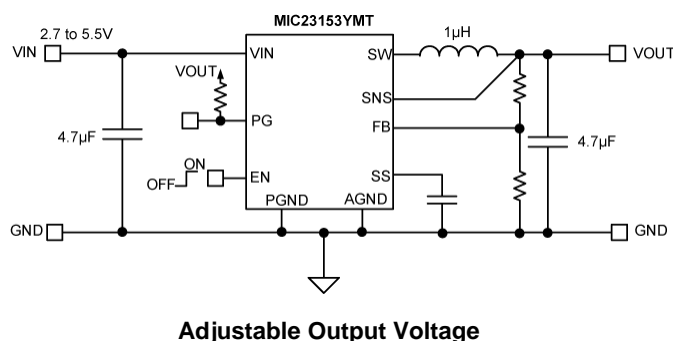 MIC23153YMT
2.7 to 5.5V
VIN
VIN
SW
1µH
VOUT
VOUT
SNS
PG
FB
4.7µF
4.7µF
ON
OFF
EN
SS
PGND
AGND
GND
GND
Adjustable Output Voltage